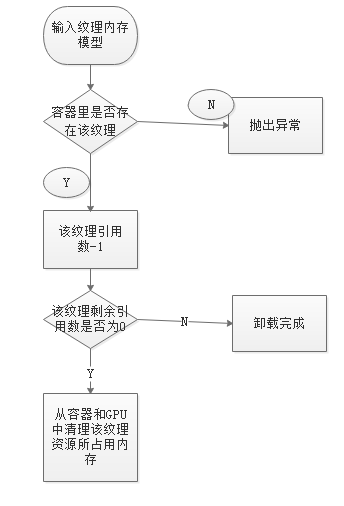 输入纹理内存
模型
容器里是否存
在该纹理
N
抛出异常
Y
该纹理引用
数-1
该纹理剩余引
用数是否为0
N
卸载完成
Y
从容器和GPU
中清理该纹理
资源所占用内
存